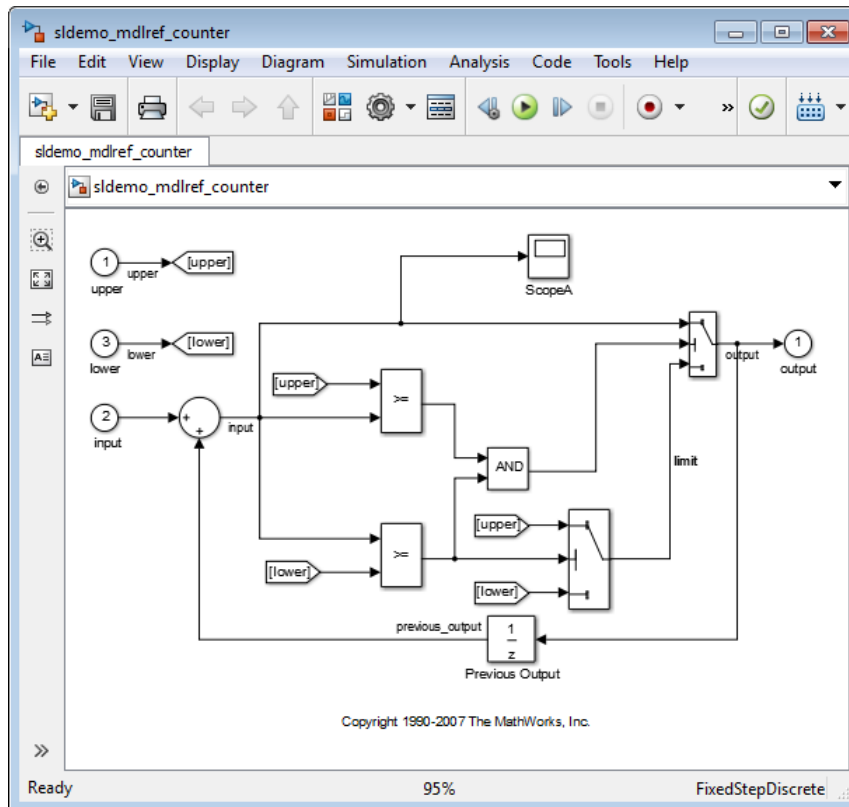 sldemo_mdlref_counter
File Edit View Display Diagram Simulation Analysis Code Tools Help
»
sldemo_mdlref_counter
sldemo_mdlref_counter
1
upper
upper
[upper]
ScopeA
3
lower
lower
[lower]
output
1
output
[upper]
>=
2
input
+
+
input
AND
limit
[upper]
>=
[lower]
[lower]
previous_output
1
z
Previous Output
Copyright 1990-2007 The MathWorks, Inc.
A
»
Ready 95% FixedStepDiscrete